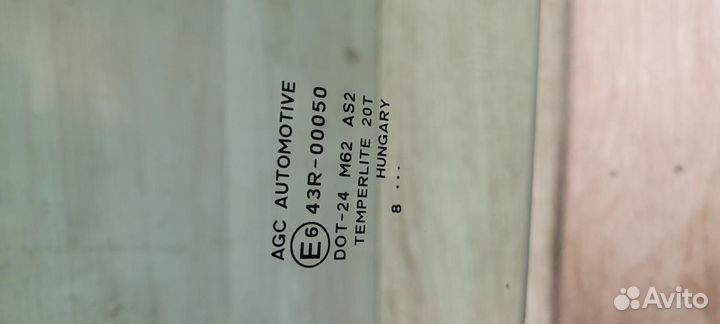 AGC AUTOMOTIVE
E6 43R-00050
DOT-24 M62 AS2
TEMPERLITE 20T
HUNGARY
8 ...
Avito